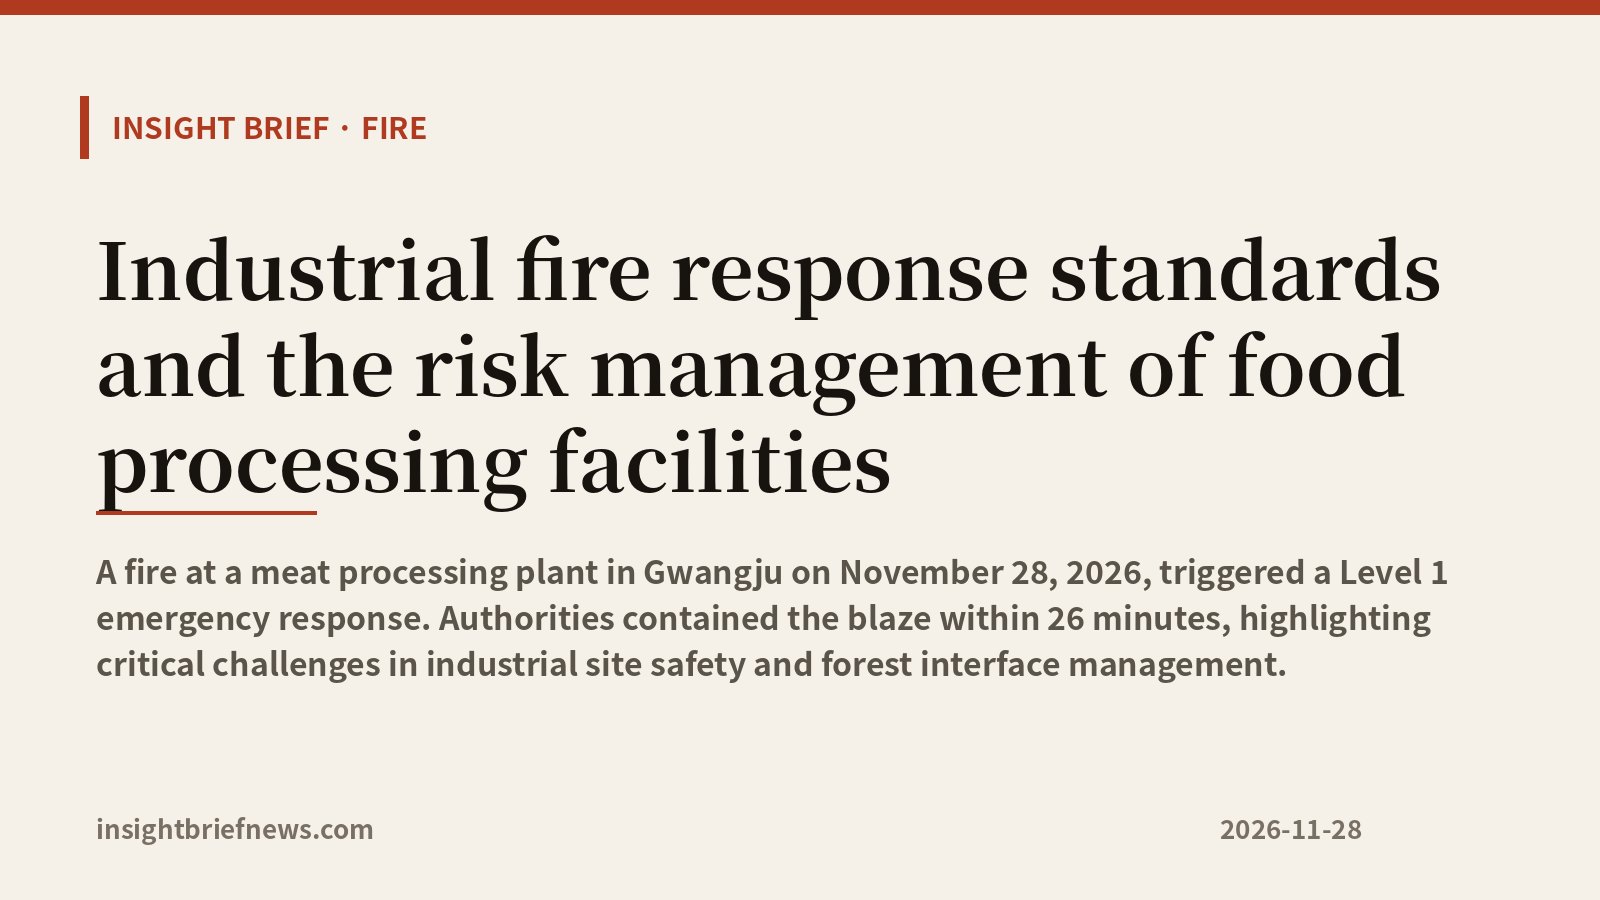 INSIGHT BRIEF · FIRE
Industrial fire response standards
and the risk management of food
processing facilities
A fire at a meat processing plant in Gwangju on November 28, 2026, triggered a Level 1
emergency response. Authorities contained the blaze within 26 minutes, highlighting
critical challenges in industrial site safety and forest interface management.
insightbriefnews.com
2026-11-28